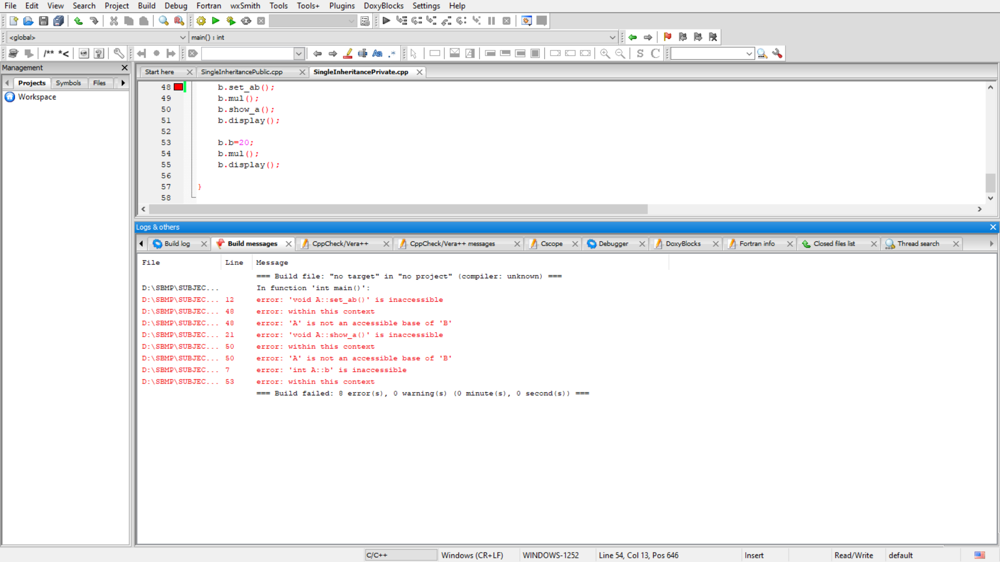 File Edit View Search Project Build Debug Fortran wxSmith Tools Tools+ Plugins DoxyBlocks Settings Help
<global> main() : int
/** *< Aa .* S C
Management
Projects Symbols Files
Workspace
Start here SingleInheritancePublic.cpp SingleInheritancePrivate.cpp
48 b.set_ab();
49 b.mul();
50 b.show_a();
51 b.display();
52
53 b.b=20;
54 b.mul();
55 b.display();
56
57 }
58
Logs & others
Build log Build messages CppCheck/Vera++ CppCheck/Vera++ messages Cscope Debugger DoxyBlocks Fortran info Closed files list Thread search
File Line Message
=== Build file: "no target" in "no project" (compiler: unknown) ===
D:\SBMP\SUBJEC... In function 'int main()':
D:\SBMP\SUBJEC... 12 error: 'void A::set_ab()' is inaccessible
D:\SBMP\SUBJEC... 48 error: within this context
D:\SBMP\SUBJEC... 48 error: 'A' is not an accessible base of 'B'
D:\SBMP\SUBJEC... 21 error: 'void A::show_a()' is inaccessible
D:\SBMP\SUBJEC... 50 error: within this context
D:\SBMP\SUBJEC... 50 error: 'A' is not an accessible base of 'B'
D:\SBMP\SUBJEC... 7 error: 'int A::b' is inaccessible
D:\SBMP\SUBJEC... 53 error: within this context
=== Build failed: 8 error(s), 0 warning(s) (0 minute(s), 0 second(s)) ===
C/C++ Windows (CR+LF) WINDOWS-1252 Line 54, Col 13, Pos 646 Insert Read/Write default